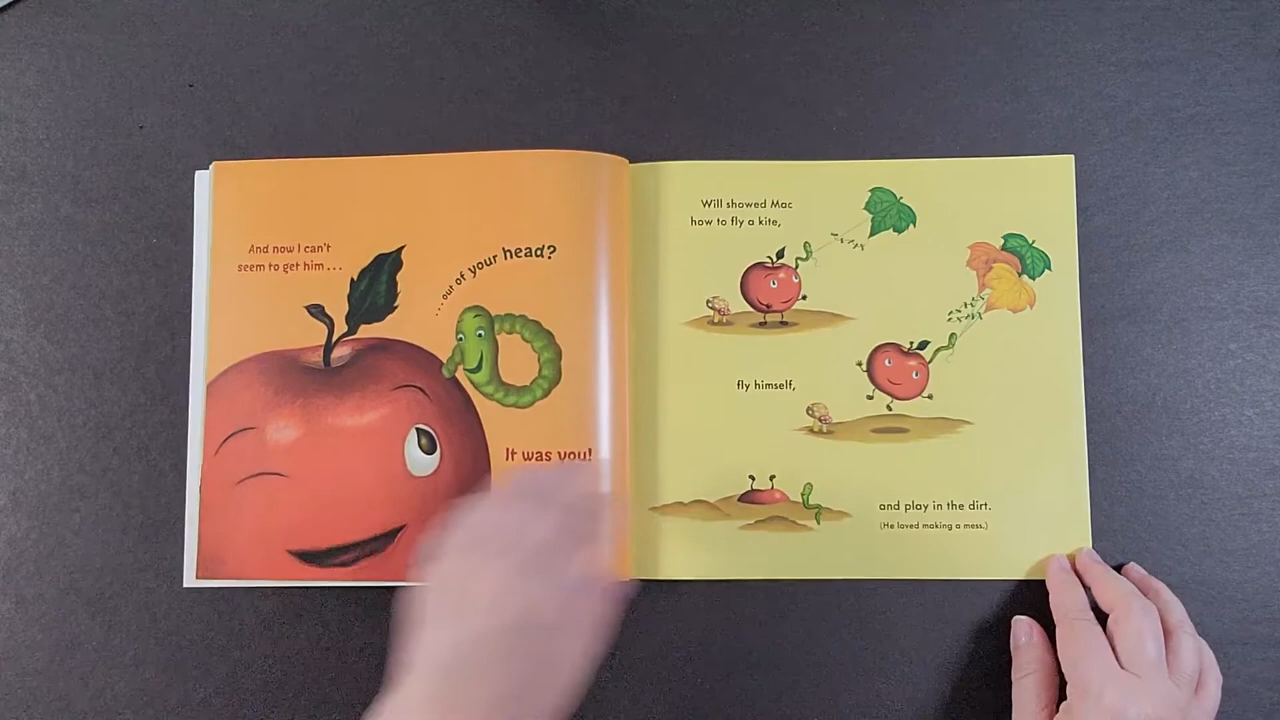 And now I can't
seem to get him...
...out of your head?
It was you!
Will showed Mac
how to fly a kite,
fly himself,
and play in the dirt.
(He loved making a mess.)